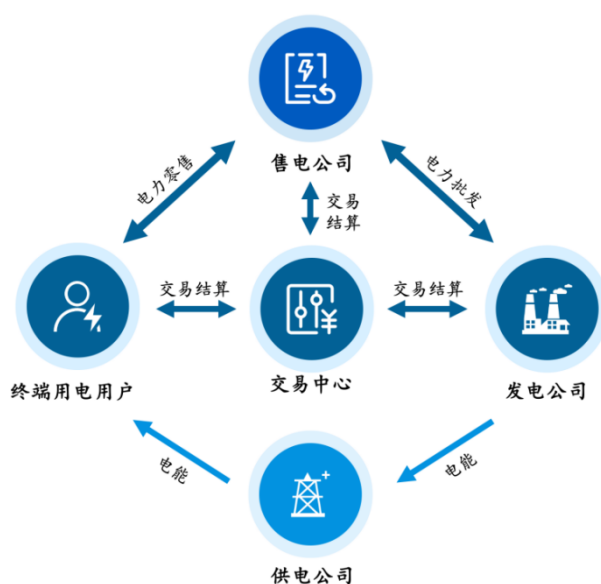 售电公司
电力零售
电力批发
交易
结算
交易结算
交易结算
终端用电用户
交易中心
发电公司
电能
电能
供电公司